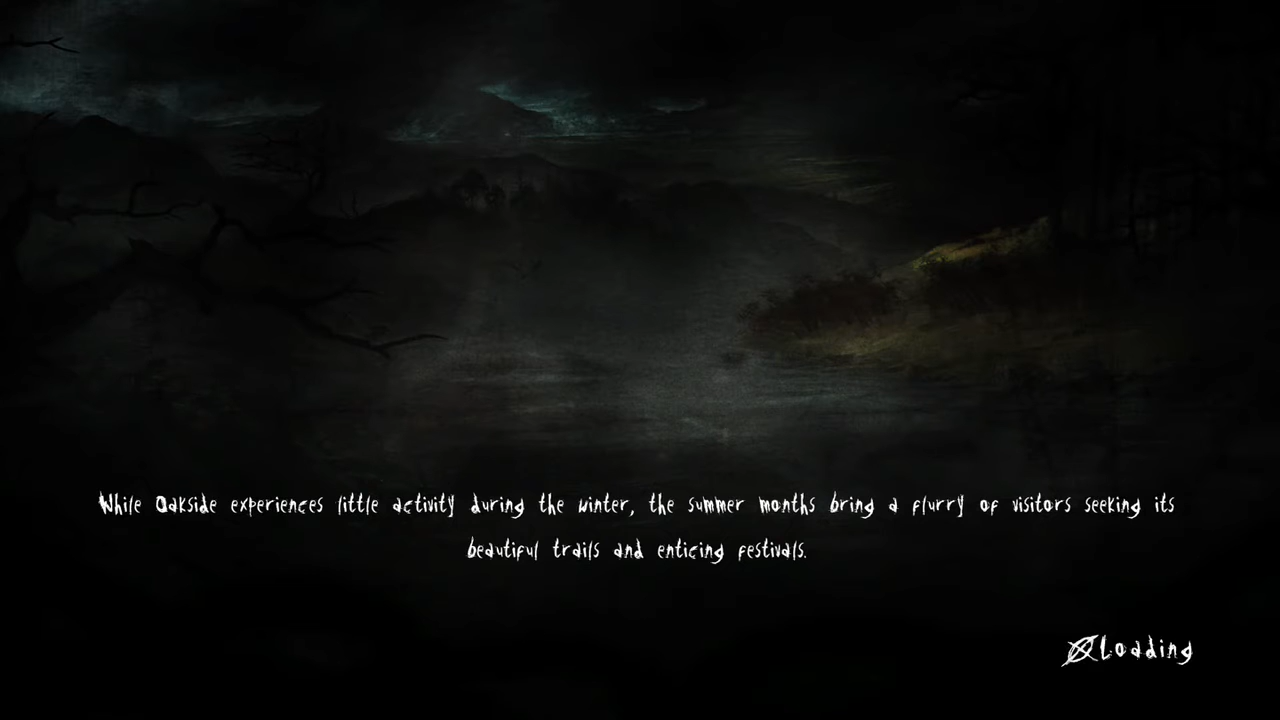 While Oakside experiences little activity during the winter, the summer months bring a flurry of visitors seeking its
beautiful trails and enticing festivals.
Loading